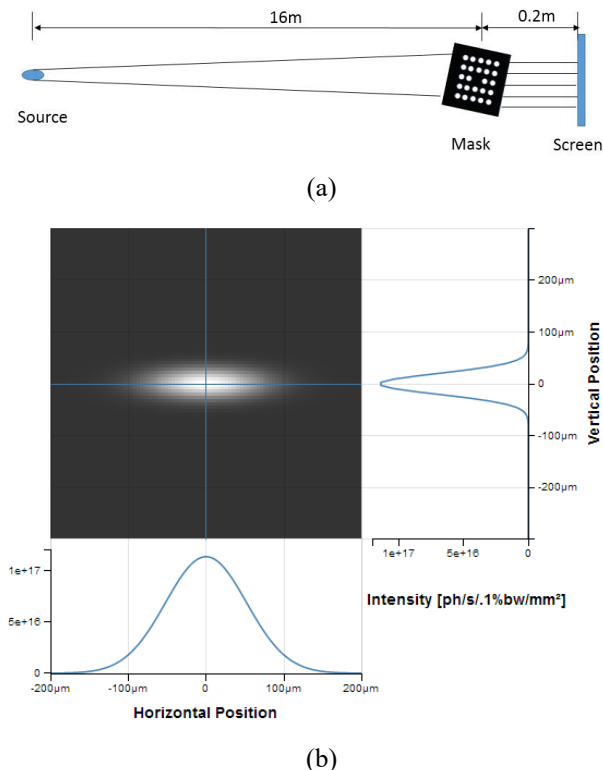 16m
0.2m
Source
Mask
Screen
(a)
200µm
100µm
0
-100µm
-200µm
Vertical Position
1e+17
5e+16
0
Intensity [ph/s/.1%bw/mm²]
1e+17
5e+16
0
-200µm
-100µm
0
100µm
200µm
Horizontal Position
(b)